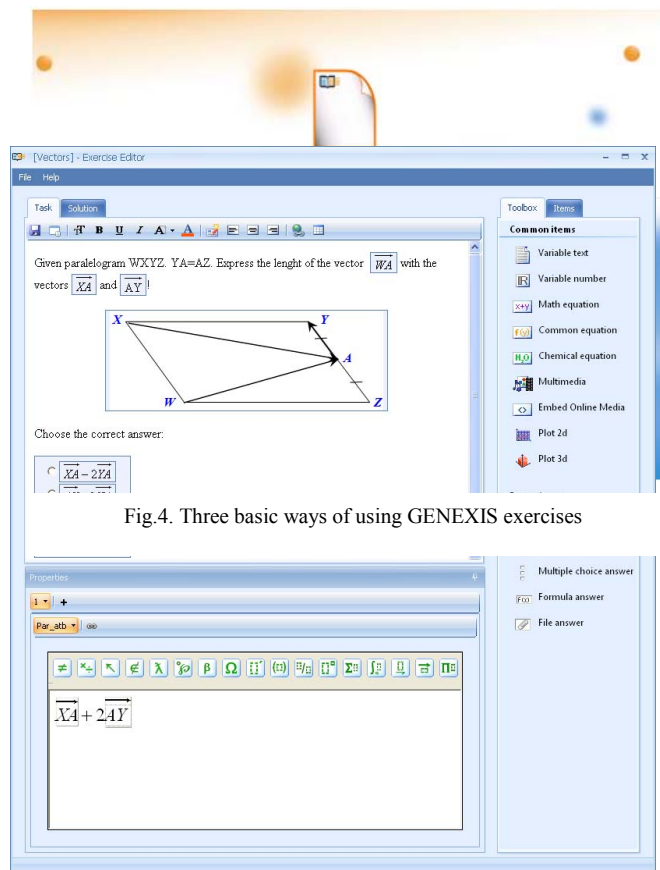 [Vectors] - Exercise Editor
File Help
Task Solution
Given paralelogram WXYZ. YA=AZ. Express the lenght of the vector WA with the
vectors XA and AY!
X Y
A
W Z
Choose the correct answer:
XA – 2YA
Fig.4. Three basic ways of using GENEXIS exercises
Properties
1
Par_atb
XA + 2AY
Toolbox Items
Common items
Variable text
Variable number
Math equation
Common equation
Chemical equation
Multimedia
Embed Online Media
Plot 2d
Plot 3d
Multiple choice answer
Formula answer
File answer